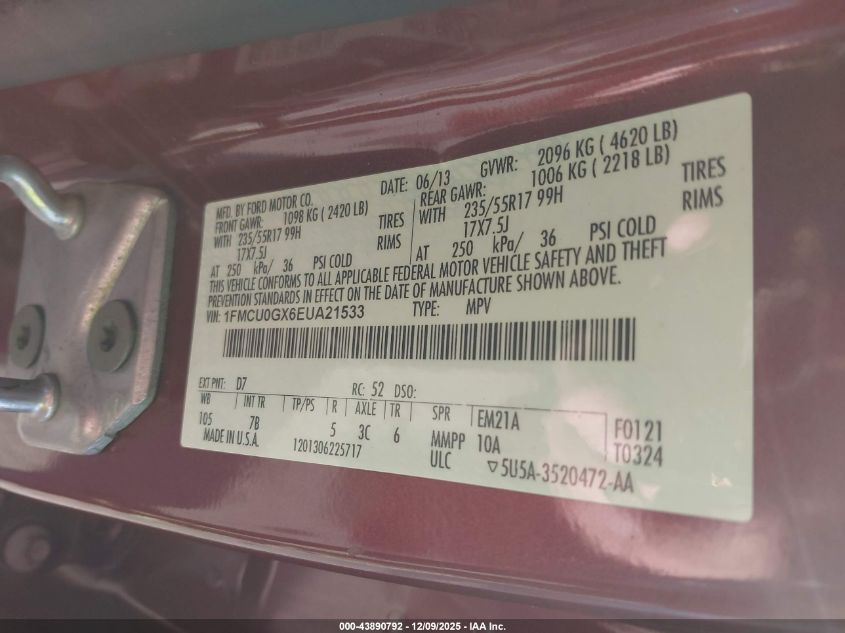 MFD. BY FORD MOTOR CO. DATE: 06/13 GVWR: 2096 KG ( 4620 LB)
FRONT GAWR: 1098 KG ( 2420 LB) REAR GAWR: 1006 KG ( 2218 LB)
WITH 235/55R17 99H TIRES WITH 235/55R17 99H TIRES
17X7.5J RIMS 17X7.5J RIMS
AT 250 kPa/ 36 PSI COLD AT 250 kPa/ 36 PSI COLD
THIS VEHICLE CONFORMS TO ALL APPLICABLE FEDERAL MOTOR VEHICLE SAFETY AND THEFT
PREVENTION STANDARDS IN EFFECT ON THE DATE OF MANUFACTURE SHOWN ABOVE.
VIN: 1FMCU0GX6EUA21533 TYPE: MPV
EXT PNT: D7 RC: 52 DSO:
WB INT TR TP/PS R AXLE TR SPR EM21A F0121
105 7B 5 3C 6 MMPP 10A T0324
MADE IN U.S.A. 1201306225717 ULC ▽5U5A-3520472-AA
000-43890792 - 12/09/2025 - IAA Inc.